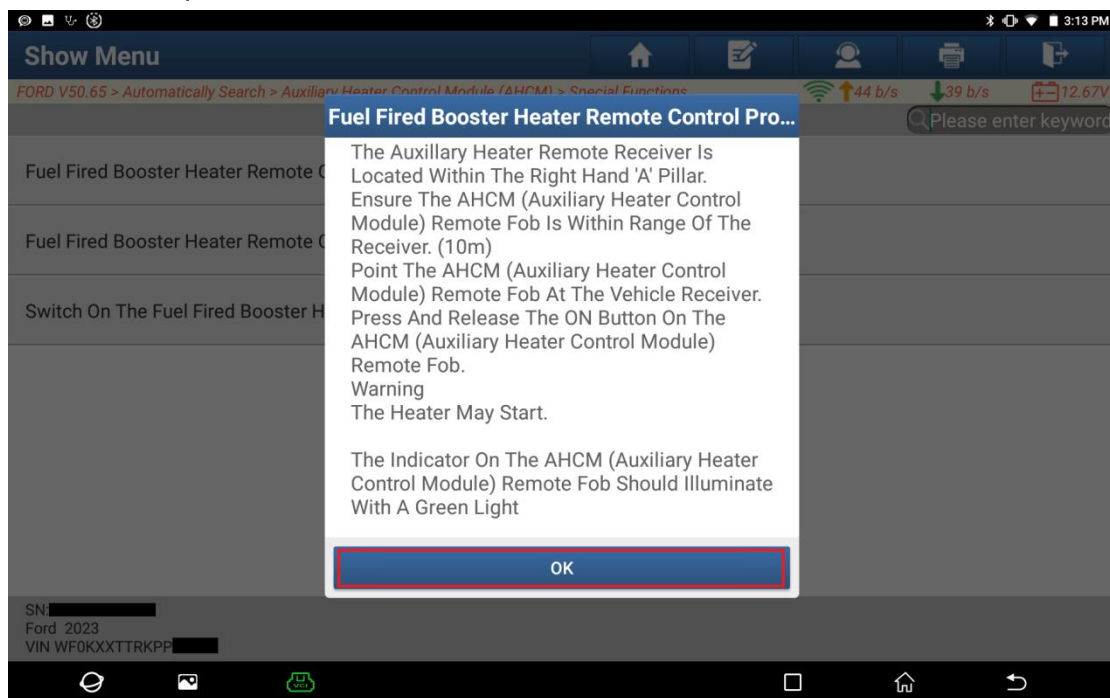 3:13 PM
Show Menu
FORD V50.65 > Automatically Search > Auxiliary Heater Control Module (AHCM) > Special Functions
44 b/s
39 b/s
12.67V
Please enter keyword
Fuel Fired Booster Heater Remote Control Pro...
Fuel Fired Booster Heater Remote
Fuel Fired Booster Heater Remote
Switch On The Fuel Fired Booster
The Auxillary Heater Remote Receiver Is
Located Within The Right Hand 'A' Pillar.
Ensure The AHCM (Auxiliary Heater Control
Module) Remote Fob Is Within Range Of The
Receiver. (10m)
Point The AHCM (Auxiliary Heater Control
Module) Remote Fob At The Vehicle Receiver.
Press And Release The ON Button On The
AHCM (Auxiliary Heater Control Module)
Remote Fob.
Warning
The Heater May Start.
The Indicator On The AHCM (Auxiliary Heater
Control Module) Remote Fob Should Illuminate
With A Green Light
OK
SN:
Ford 2023
VIN WF0KXXTTRKPP
VCI